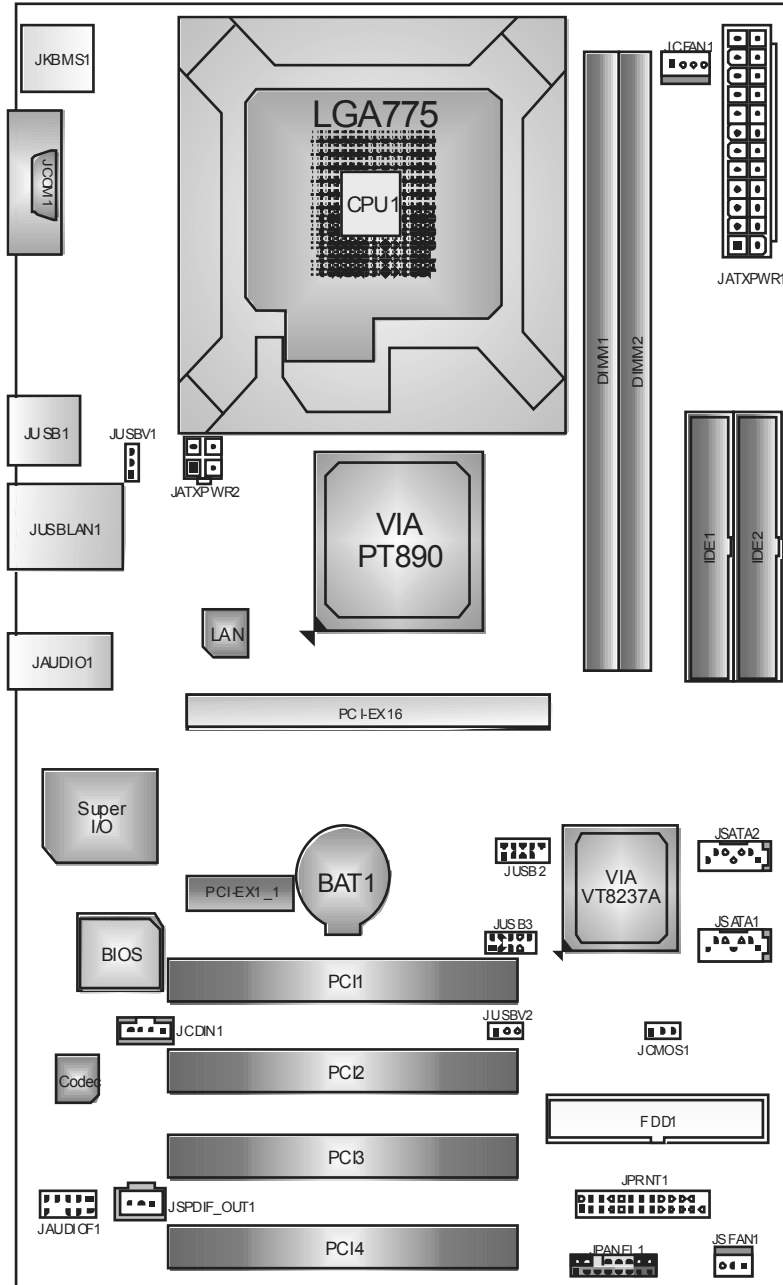 JKBMS1
JCFAN1
LGA775
CPU1
JCOM1
JATXPWR1
DIMM1
DIMM2
JUSB1
JUSBV1
JATXPWR2
JUSBLAN1
VIA
PT890
IDE1
IDE2
LAN
JAUDIO1
PCI-EX16
Super
I/O
PCI-EX1_1
BAT1
JUSB2
VIA
VT8237A
JSATA2
JSATA1
BIOS
JUSB3
PCI1
JCDIN1
JUSBV2
JCMOS1
Codec
PCI2
FDD1
PCI3
JPRNT1
JAUDIOF1
JSPDIF_OUT1
PCI4
JPANEL1
JSFAN1